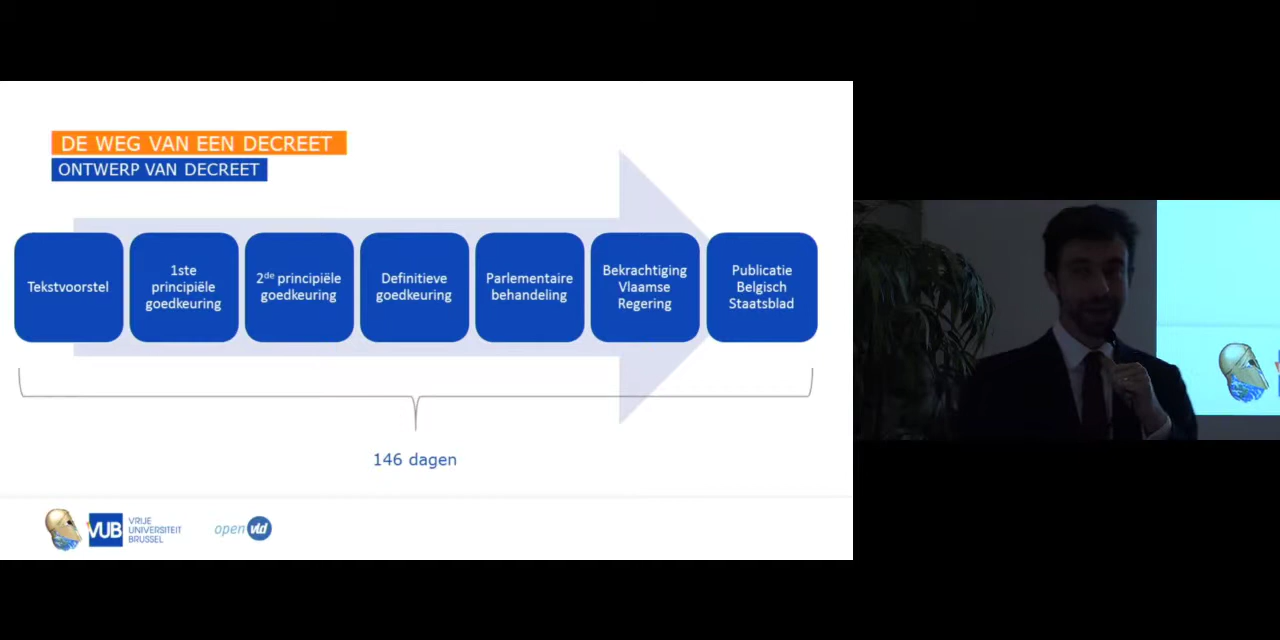 DE WEG VAN EEN DECREET
ONTWERP VAN DECREET
Tekstvoorstel
1ste
principiële
goedkeuring
2de principiële
goedkeuring
Definitieve
goedkeuring
Parlementaire
behandeling
Bekrachtiging
Vlaamse
Regering
Publicatie
Belgisch
Staatsblad
146 dagen
VUB
VRIJE
UNIVERSITEIT
BRUSSEL
open vld